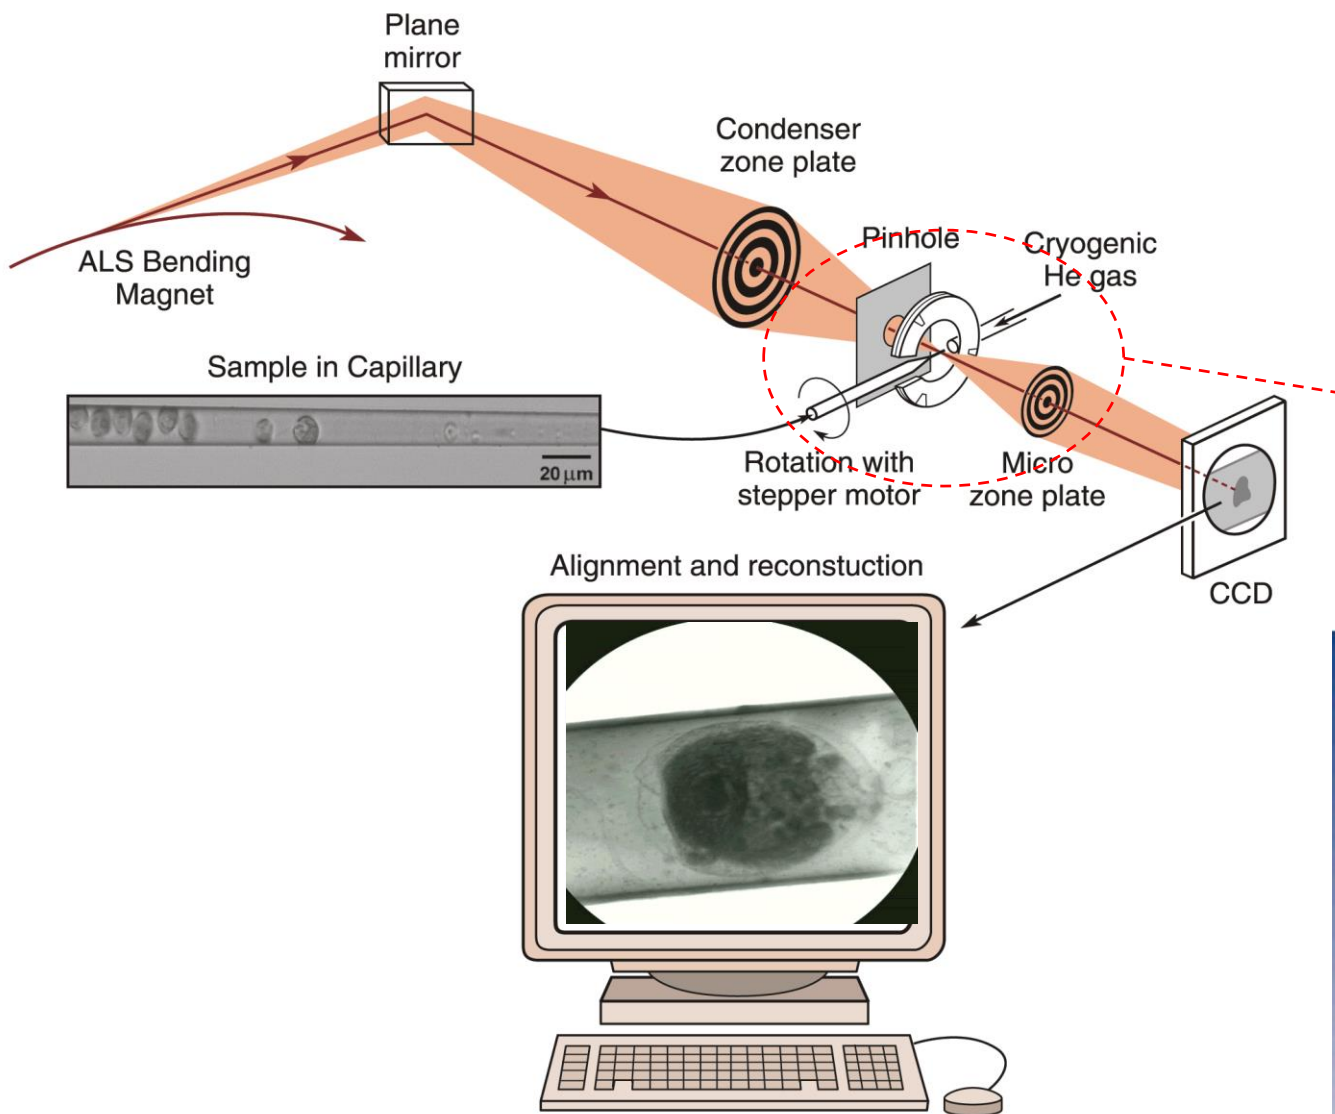 Plane
mirror
Condenser
zone plate
Pinhole
Cryogenic
He gas
ALS Bending
Magnet
Sample in Capillary
20 µm
Rotation with
stepper motor
Micro
zone plate
CCD
Alignment and reconstuction